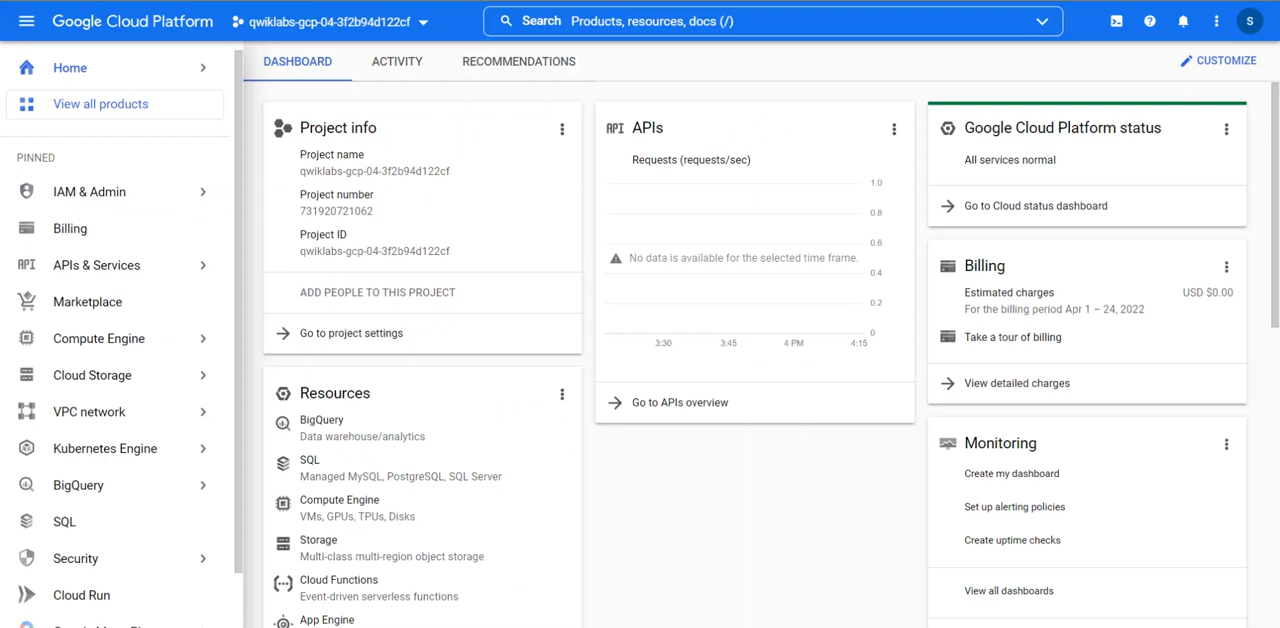 Google Cloud Platform
qwiklabs-gcp-04-3f2b94d122cf
Search Products, resources, docs (/)
S
Home
View all products
PINNED
IAM & Admin
Billing
API APIs & Services
Marketplace
Compute Engine
Cloud Storage
VPC network
Kubernetes Engine
BigQuery
SQL
Security
Cloud Run
DASHBOARD
ACTIVITY
RECOMMENDATIONS
CUSTOMIZE
Project info
Project name
qwiklabs-gcp-04-3f2b94d122cf
Project number
731920721062
Project ID
qwiklabs-gcp-04-3f2b94d122cf
ADD PEOPLE TO THIS PROJECT
Go to project settings
Resources
BigQuery
Data warehouse/analytics
SQL
Managed MySQL, PostgreSQL, SQL Server
Compute Engine
VMs, GPUs, TPUs, Disks
Storage
Multi-class multi-region object storage
Cloud Functions
Event-driven serverless functions
App Engine
API APIs
Requests (requests/sec)
1.0
0.8
0.6
No data is available for the selected time frame.
0.4
0.2
0
3:30 3:45 4 PM 4:15
Go to APIs overview
Google Cloud Platform status
All services normal
Go to Cloud status dashboard
Billing
Estimated charges USD $0.00
For the billing period Apr 1 – 24, 2022
Take a tour of billing
View detailed charges
Monitoring
Create my dashboard
Set up alerting policies
Create uptime checks
View all dashboards